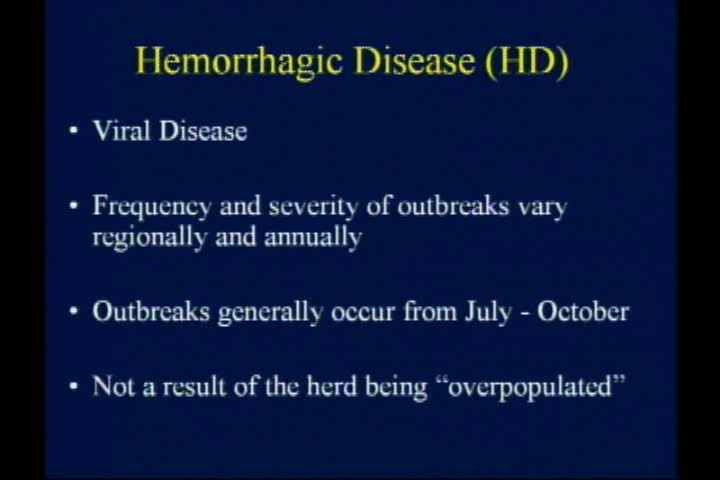 Hemorrhagic Disease (HD)
• Viral Disease
• Frequency and severity of outbreaks vary
regionally and annually
• Outbreaks generally occur from July - October
• Not a result of the herd being “overpopulated”